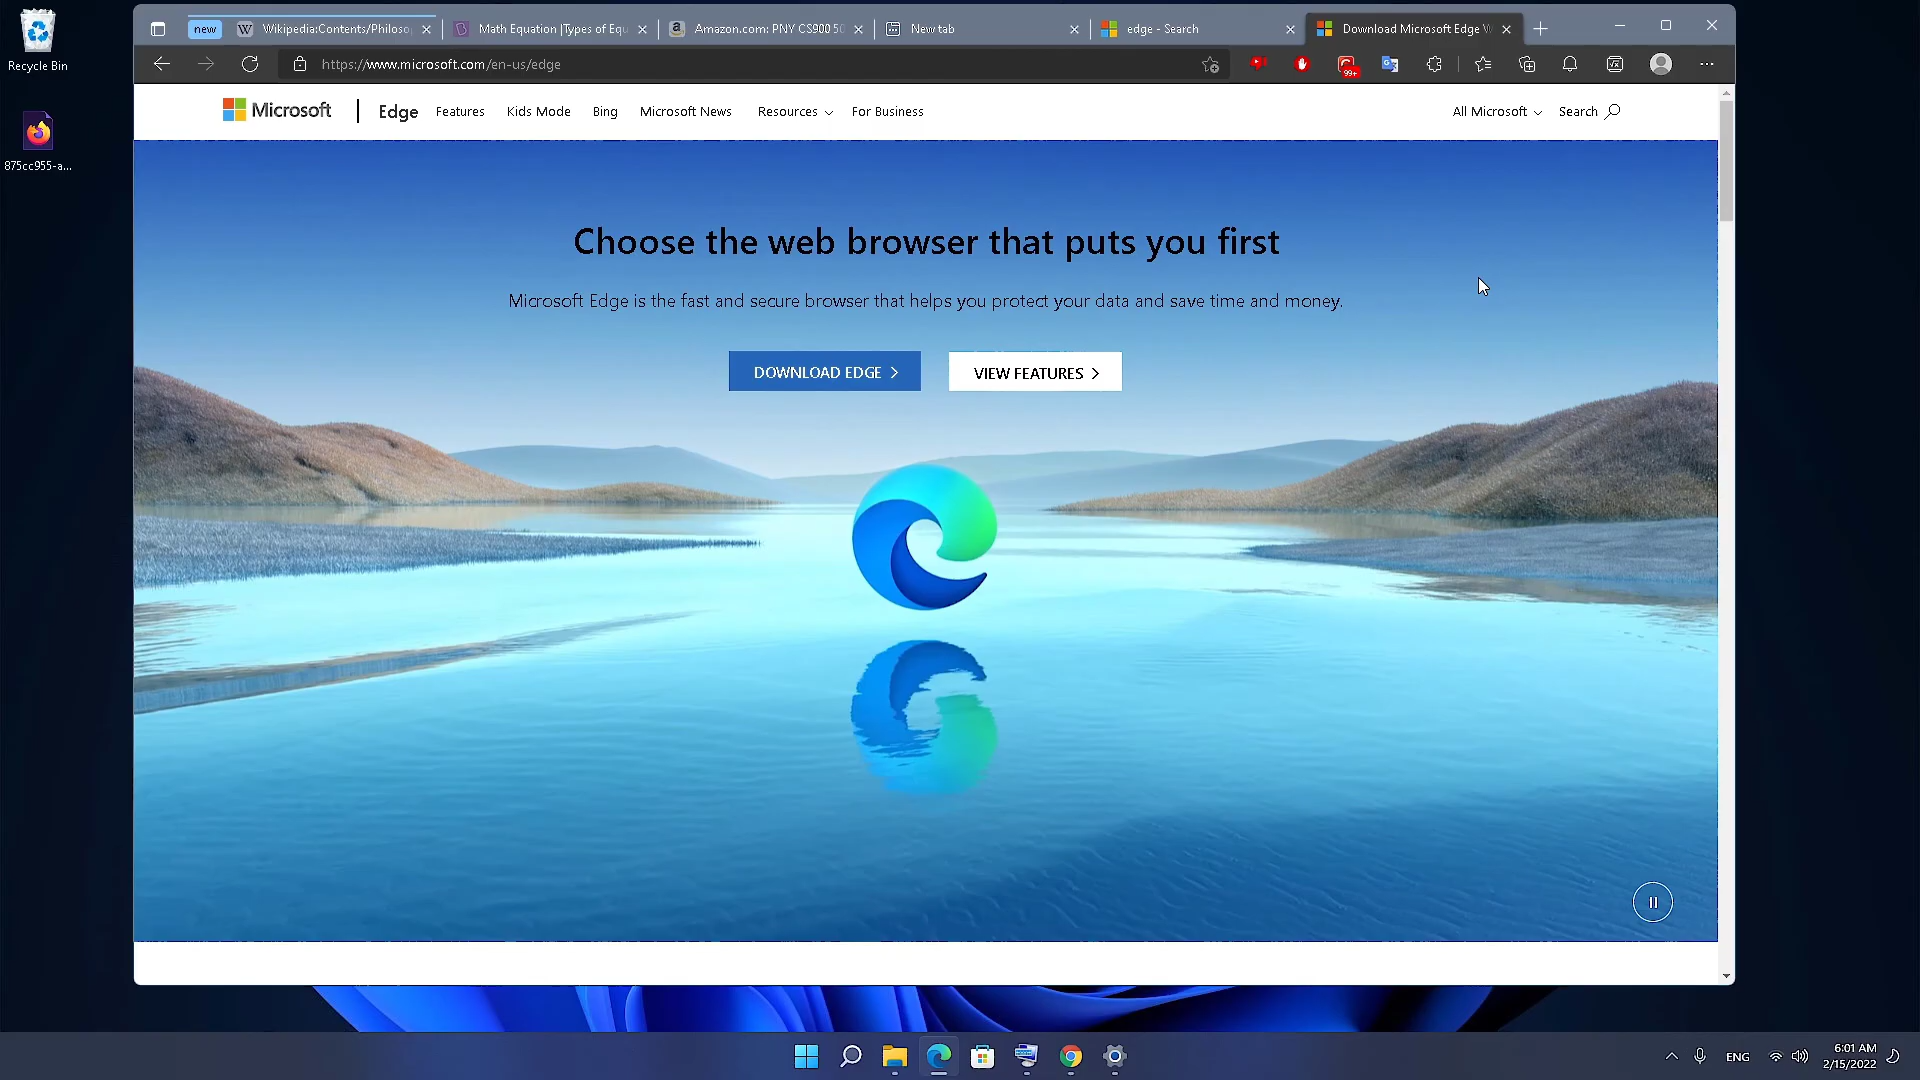 Recycle Bin
875cc955-a...
new
Wikipedia:Contents/Philoso
Math Equation |Types of Equ
Amazon.com: PNY CS900 50
New tab
edge - Search
Download Microsoft Edge W
https://www.microsoft.com/en-us/edge
99+
Microsoft
Edge
Features
Kids Mode
Bing
Microsoft News
Resources
For Business
All Microsoft
Search
Choose the web browser that puts you first
Microsoft Edge is the fast and secure browser that helps you protect your data and save time and money.
DOWNLOAD EDGE
VIEW FEATURES
ENG
6:01 AM
2/15/2022